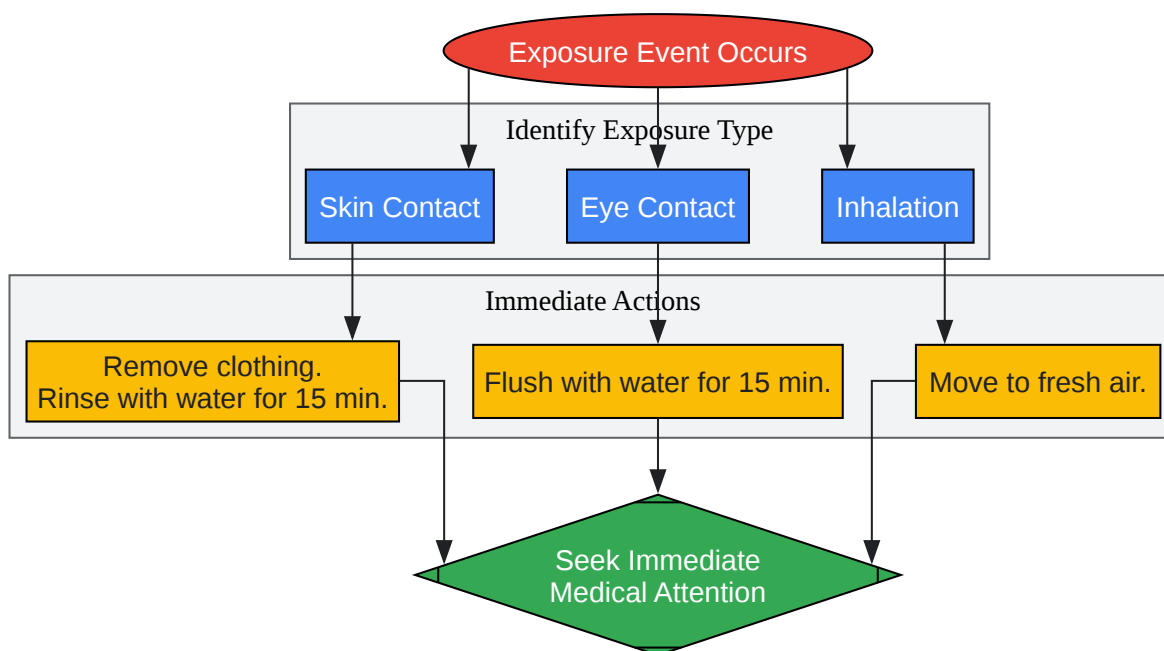 Exposure Event Occurs
Identify Exposure Type
Skin Contact
Eye Contact
Inhalation
Immediate Actions
Remove clothing.
Rinse with water for 15 min.
Flush with water for 15 min.
Move to fresh air.
Seek Immediate
Medical Attention